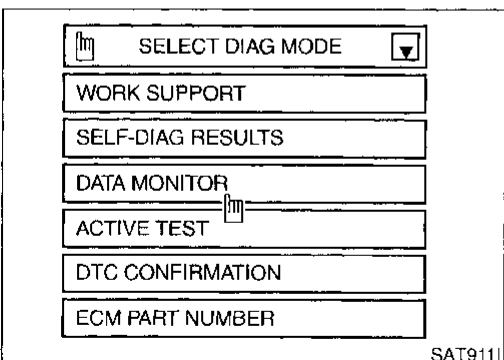 SELECT DIAG MODE
WORK SUPPORT
SELF-DIAG RESULTS
DATA MONITOR
ACTIVE TEST
DTC CONFIRMATION
ECM PART NUMBER
SAT911I